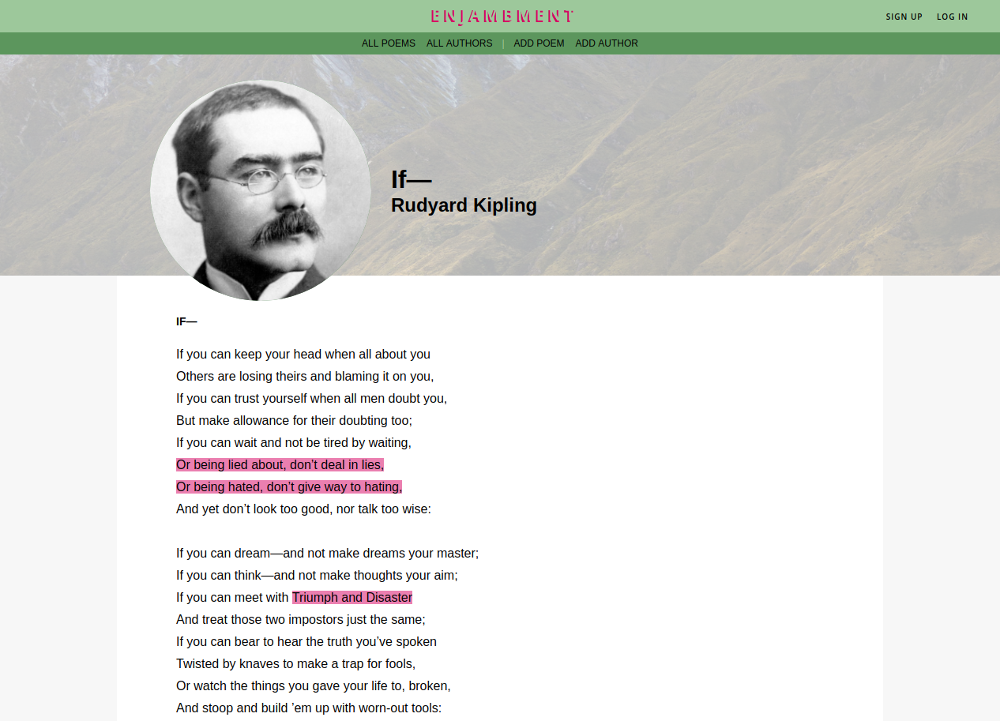 ENJAMBMENT
SIGN UP LOG IN
ALL POEMS ALL AUTHORS | ADD POEM ADD AUTHOR
If—
Rudyard Kipling
IF—
If you can keep your head when all about you
Others are losing theirs and blaming it on you,
If you can trust yourself when all men doubt you,
But make allowance for their doubting too;
If you can wait and not be tired by waiting,
Or being lied about, don’t deal in lies,
Or being hated, don’t give way to hating,
And yet don’t look too good, nor talk too wise:
If you can dream—and not make dreams your master;
If you can think—and not make thoughts your aim;
If you can meet with Triumph and Disaster
And treat those two impostors just the same;
If you can bear to hear the truth you’ve spoken
Twisted by knaves to make a trap for fools,
Or watch the things you gave your life to, broken,
And stoop and build ’em up with worn-out tools: